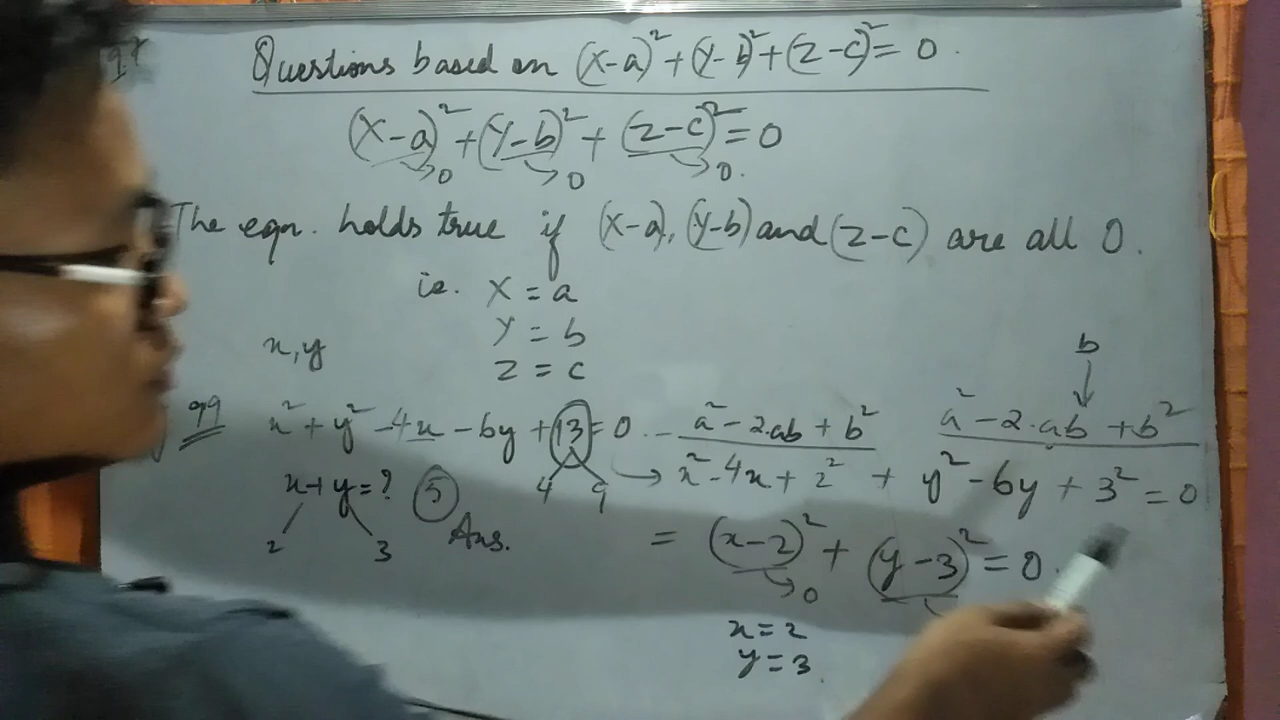 Questions based on (x-a)²+(y-b)²+(z-c)²=0.
(x-a)²+(y-b)²+(z-c)²=0
→0 →0 →0.
The eqn. holds true if (x-a), (y-b) and (z-c) are all 0.
ie. x = a
y = b
z = c
x,y
99 x²+y²-4x-6y+13=0.
4 9
x+y=? 5
2 3 Ans.
b
a²-2.ab+b² a²-2.ab+b²
→ x²-4x+2² + y²-6y+3²=0
= (x-2)²+(y-3)²=0.
→0
x=2
y=3.